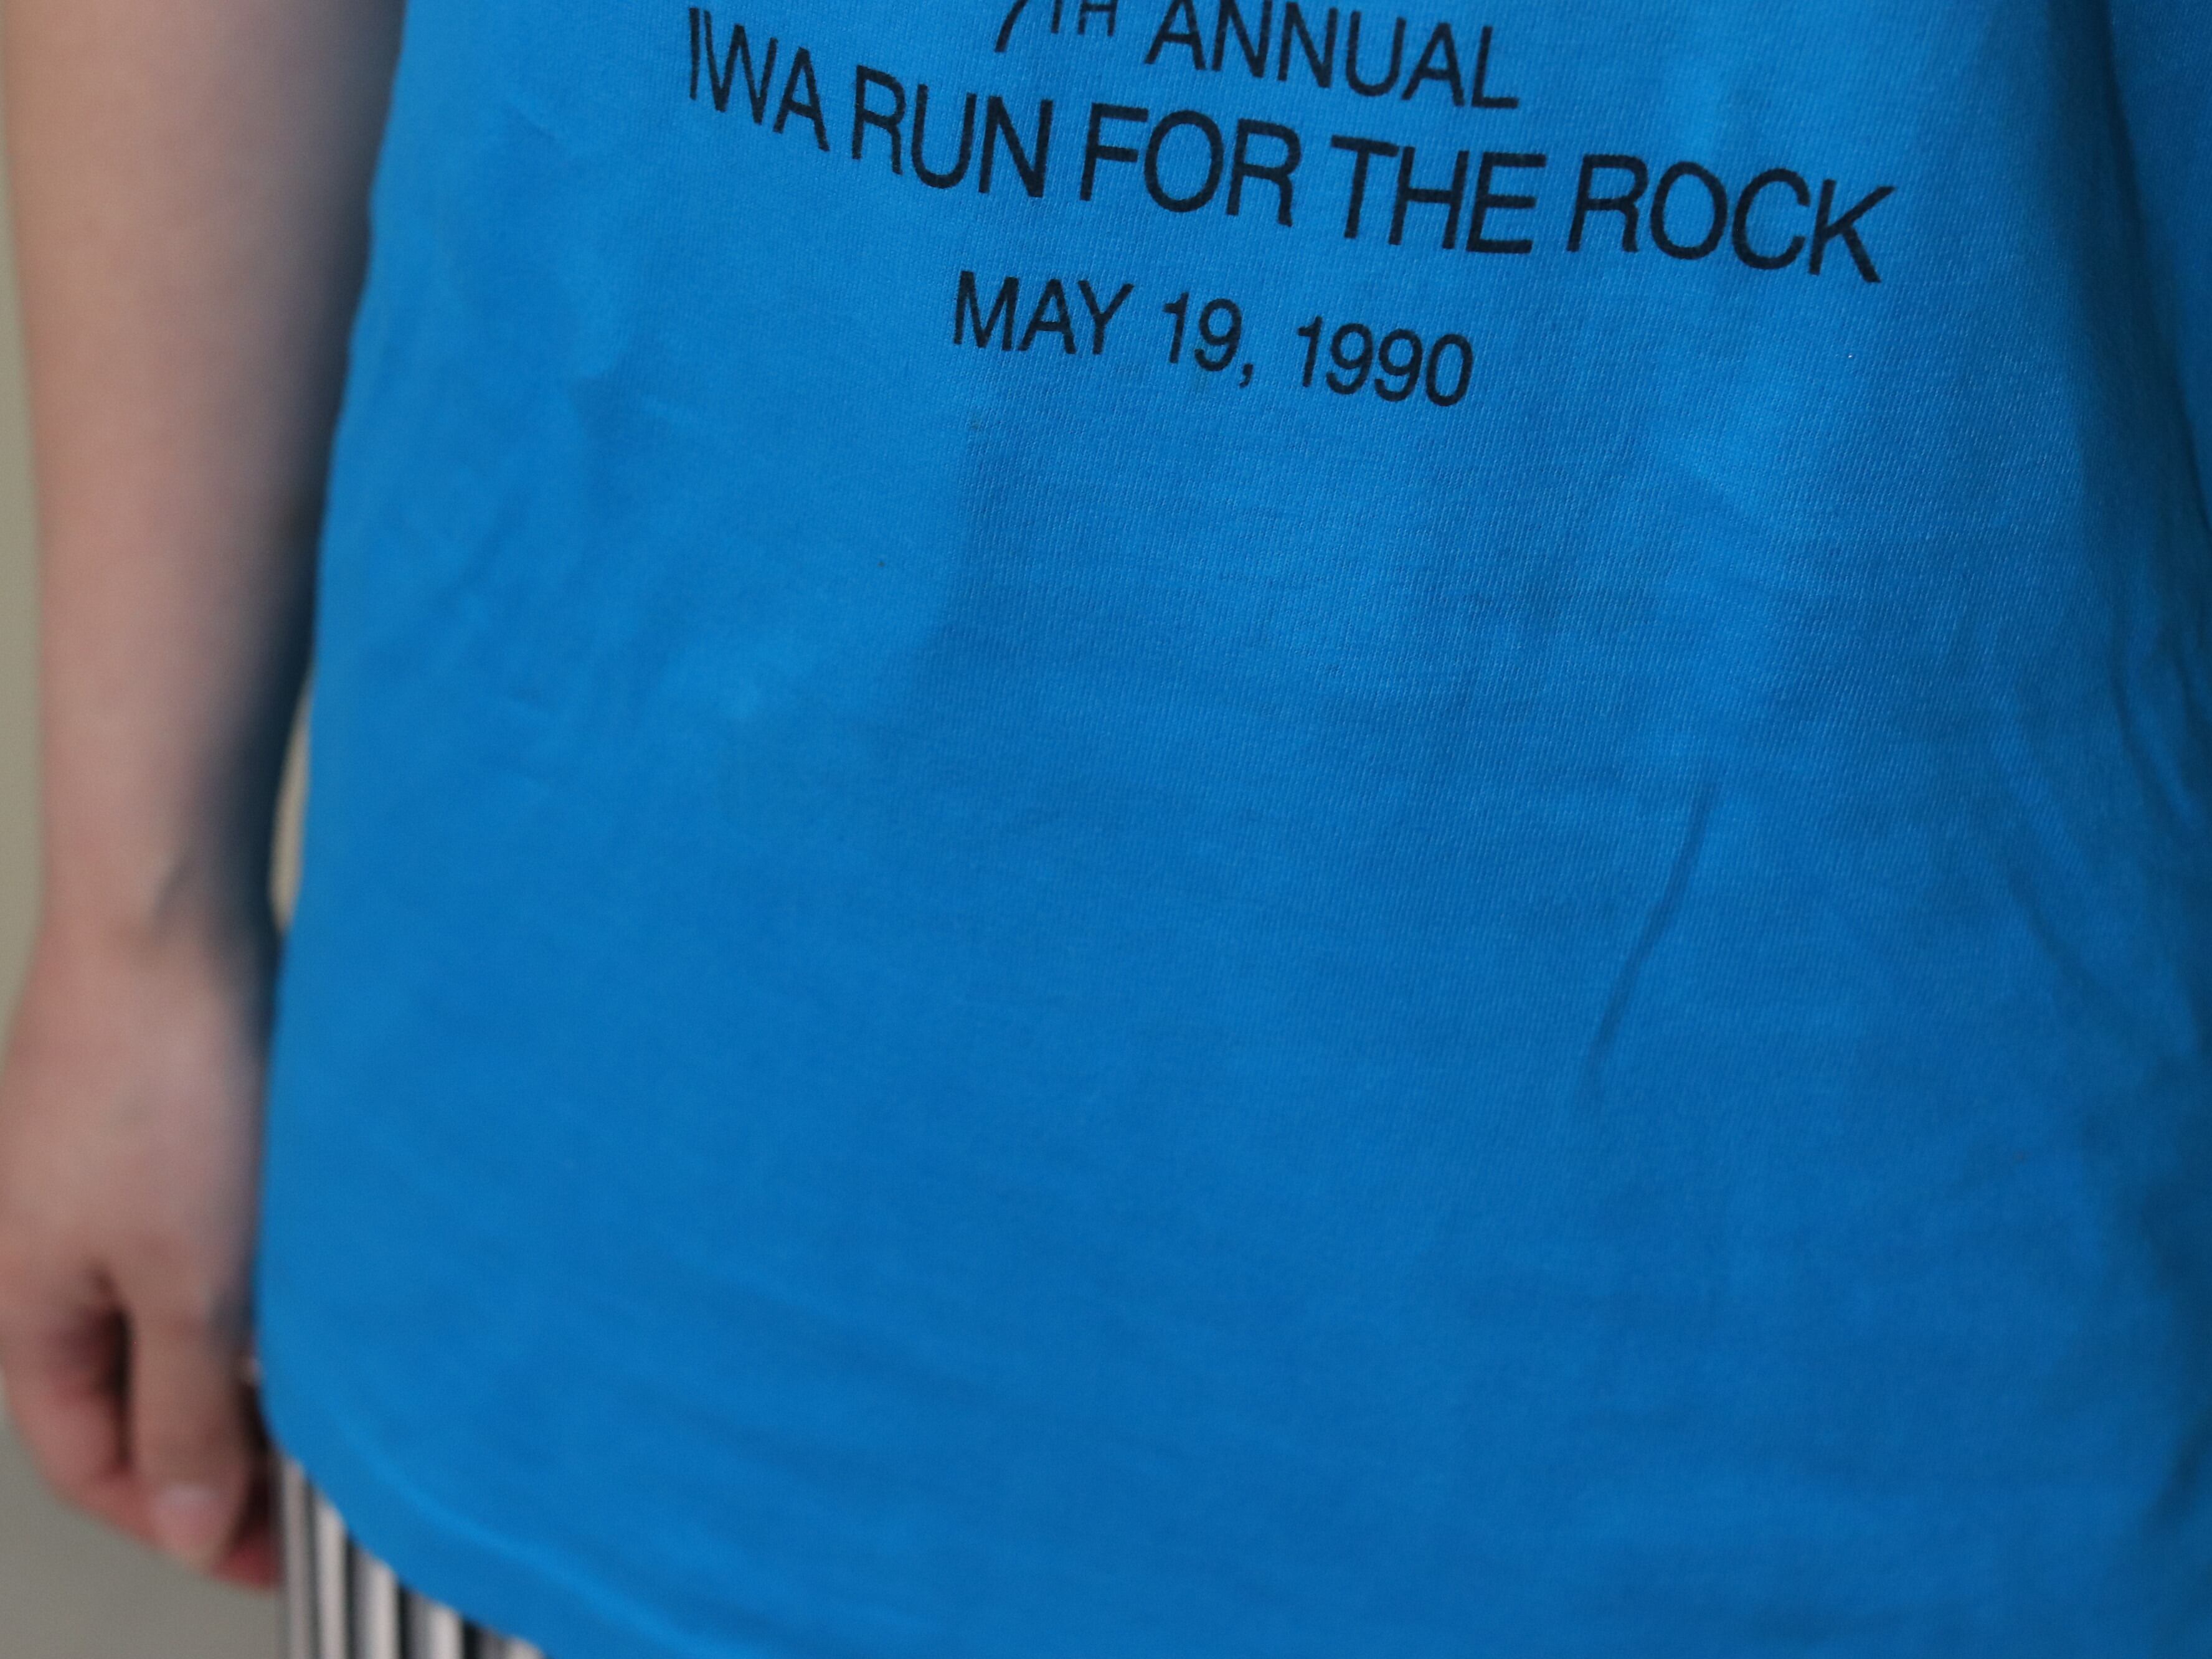 7TH ANNUAL
IWA RUN FOR THE ROCK
MAY 19, 1990